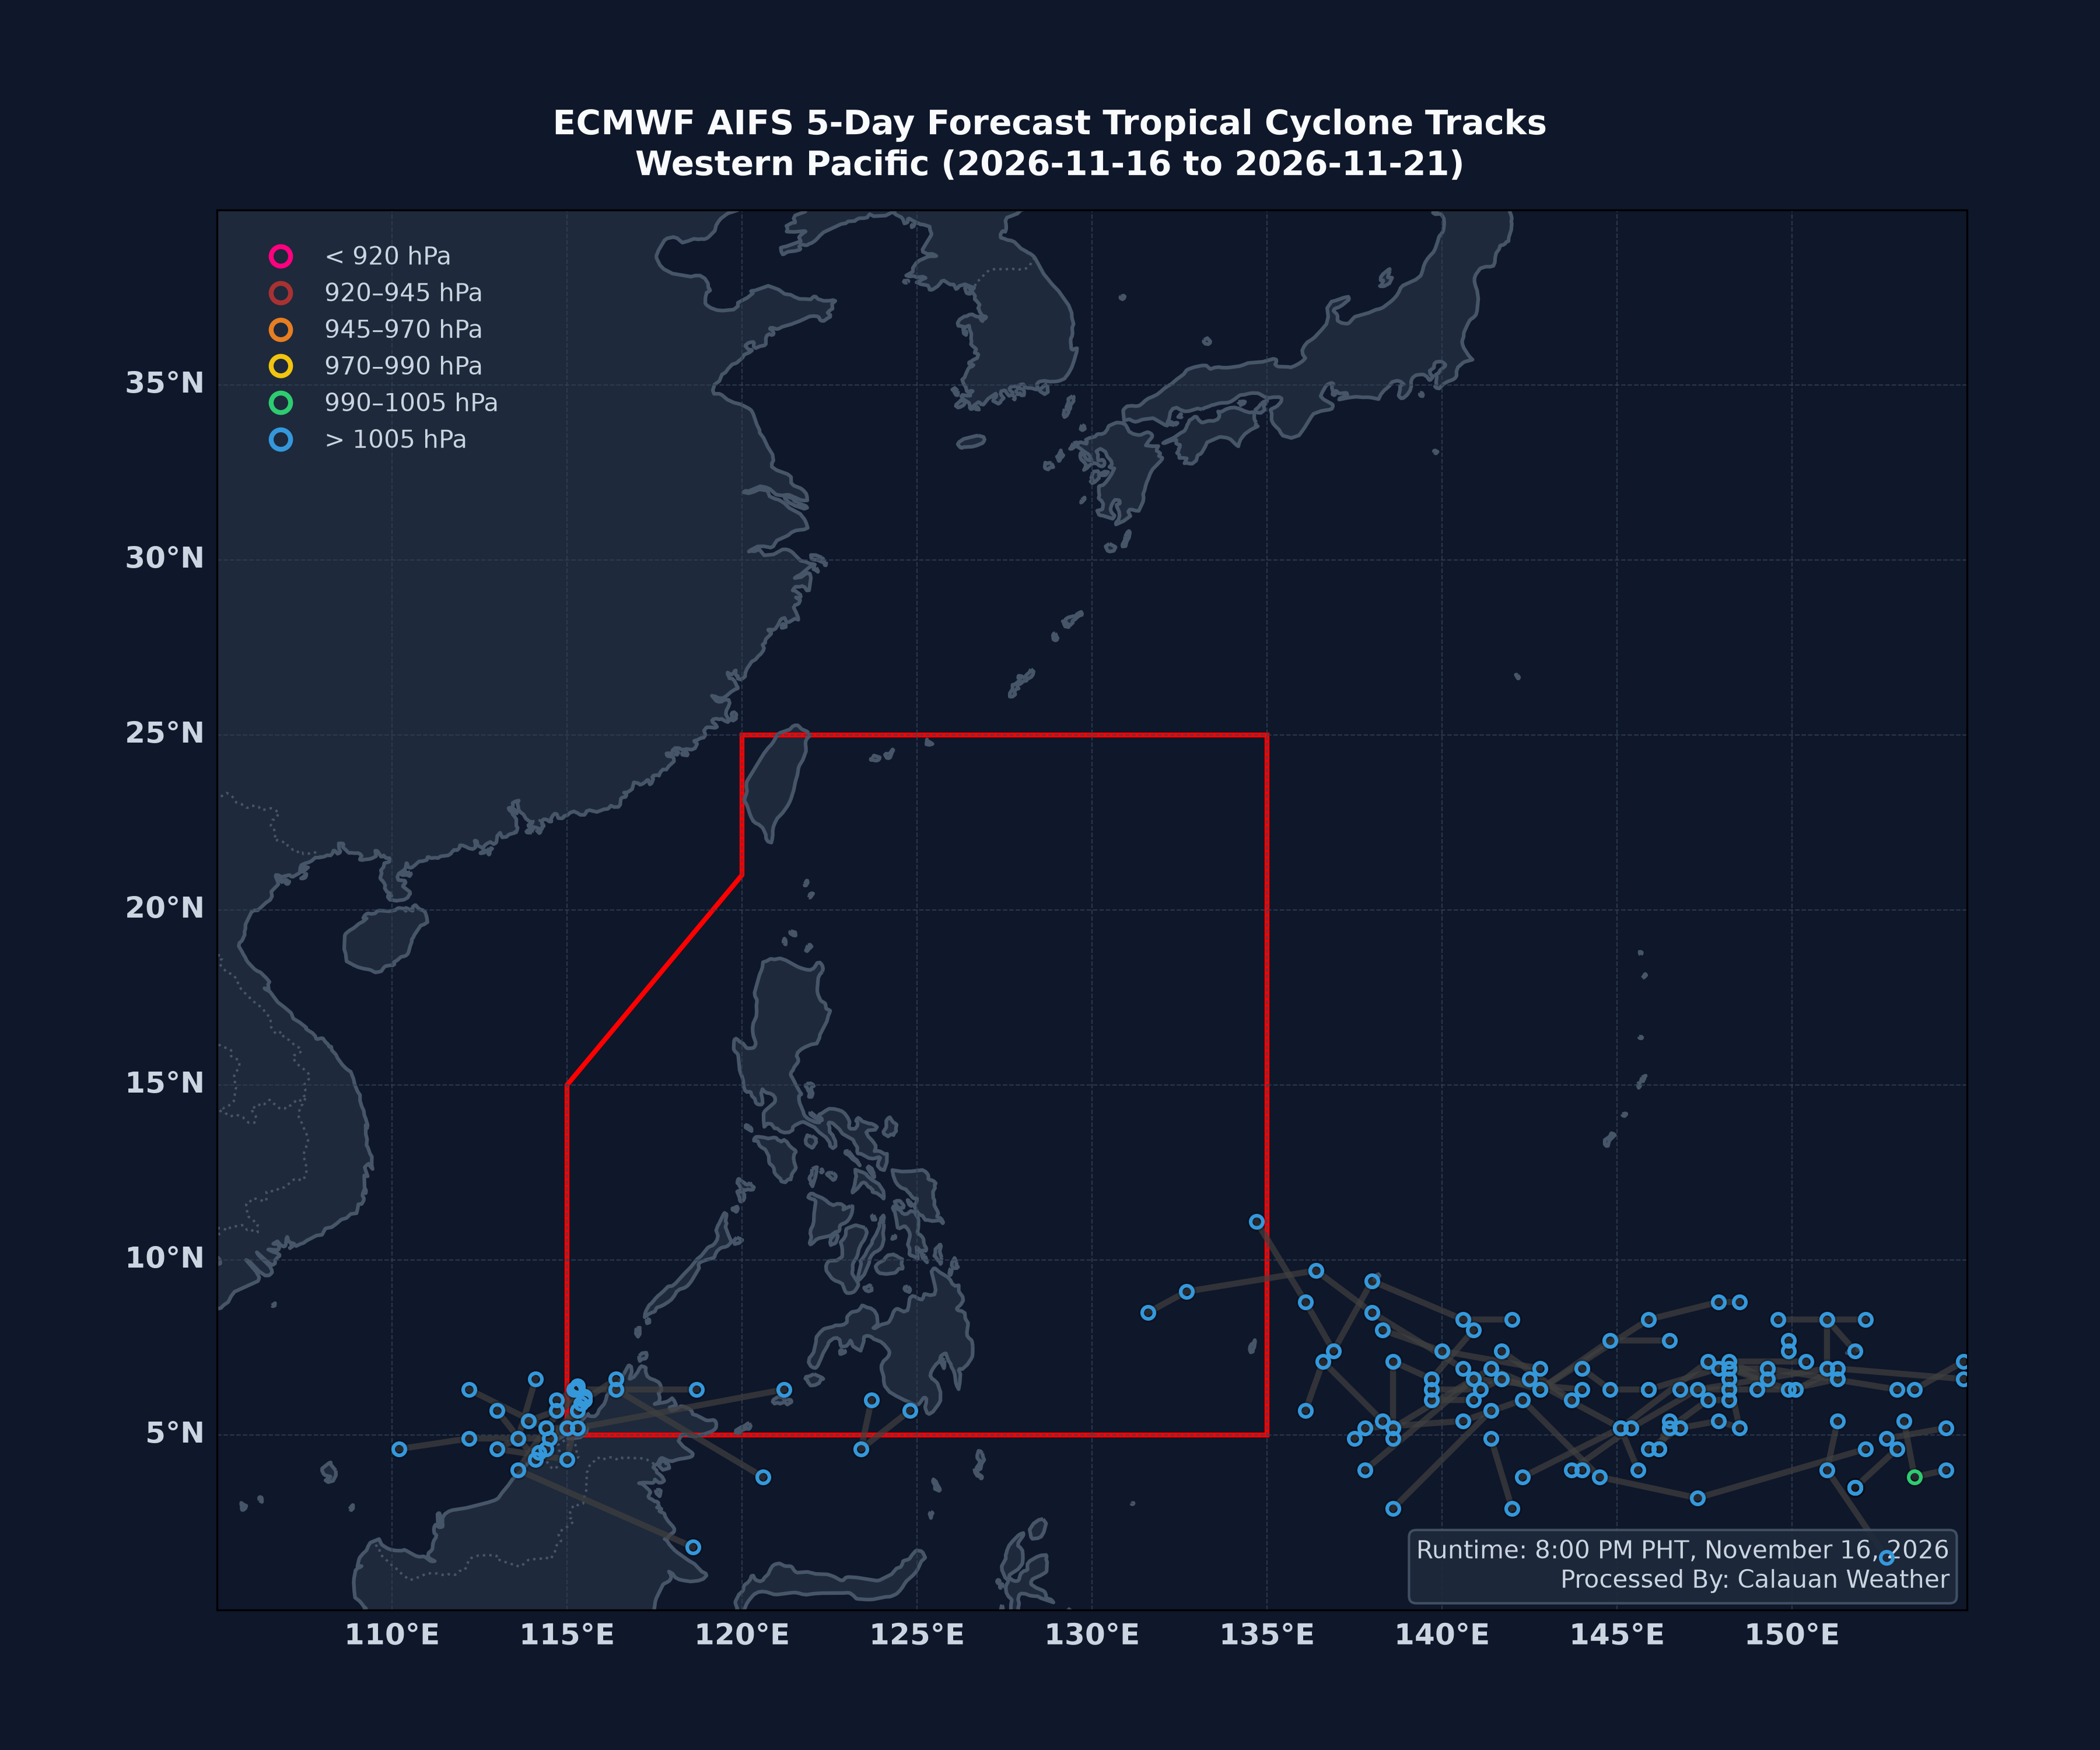 ECMWF AIFS 5-Day Forecast Tropical Cyclone Tracks
Western Pacific (2026-11-16 to 2026-11-21)
< 920 hPa
920–945 hPa
945–970 hPa
970–990 hPa
990–1005 hPa
> 1005 hPa
35°N
30°N
25°N
20°N
15°N
10°N
5°N
Runtime: 8:00 PM PHT, November 16, 2026
Processed By: Calauan Weather
110°E 115°E 120°E 125°E 130°E 135°E 140°E 145°E 150°E